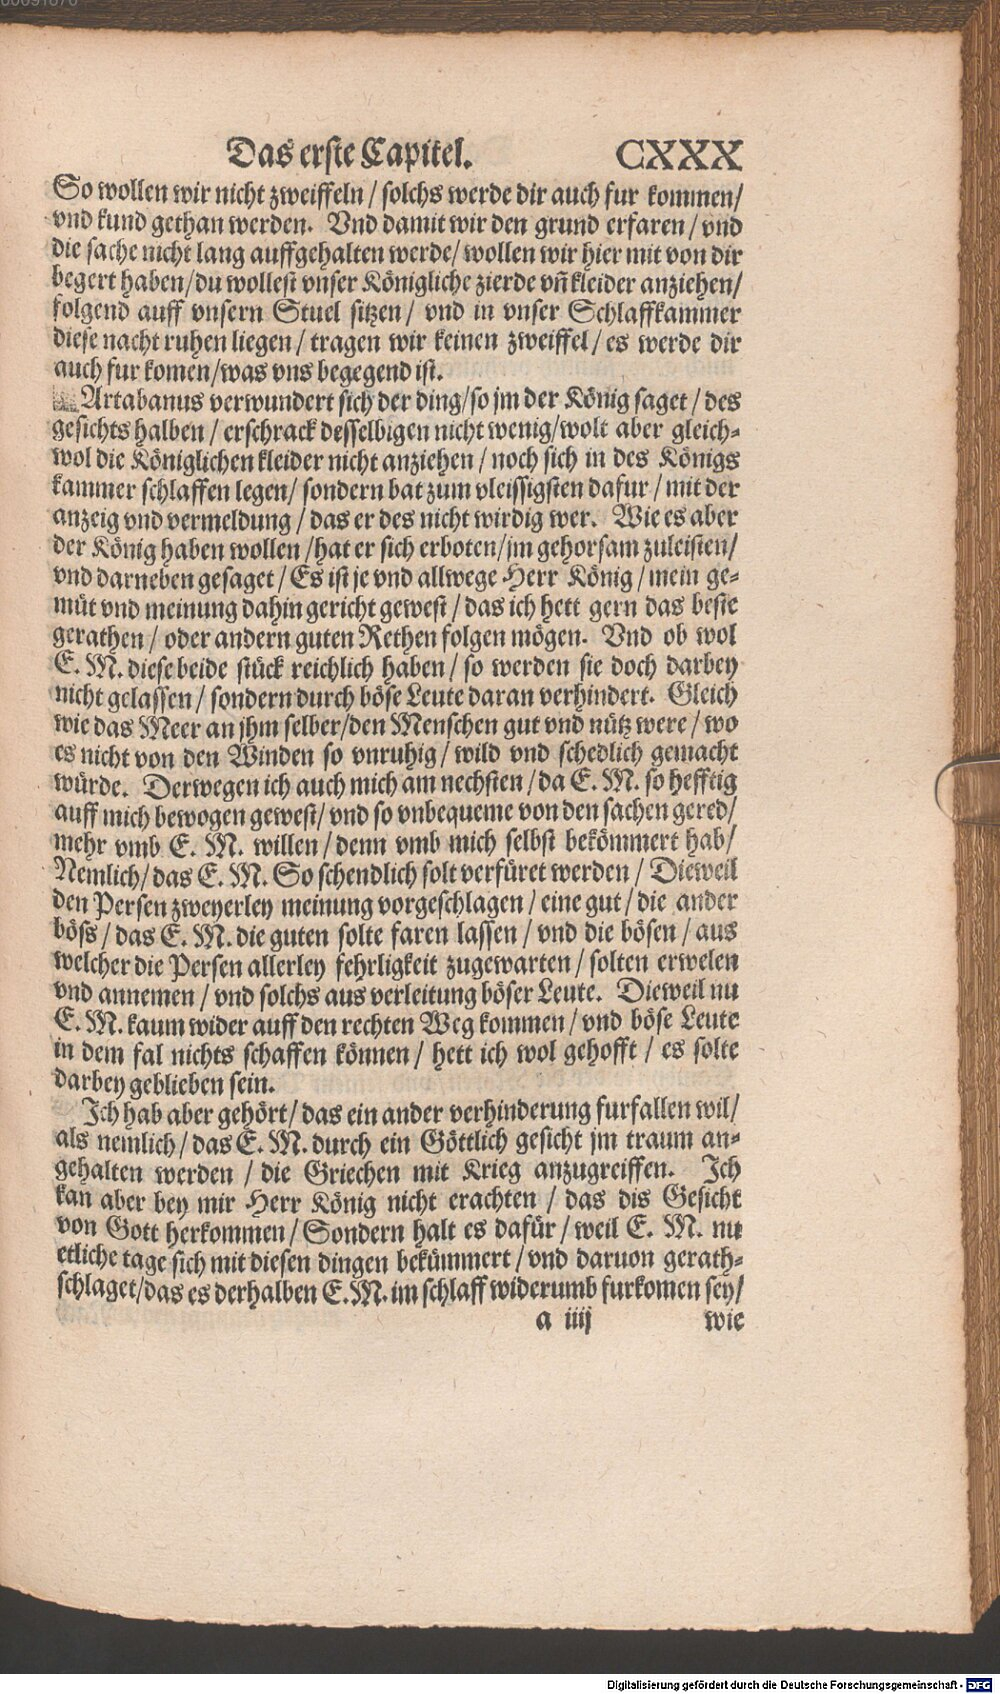 Das erste Capitel. CXXX
So wollen wir nicht zweiffeln / solchs werde dir auch fur kommen/
vnd kund gethan werden. Vnd damit wir den grund erfaren / vnd
die sache nicht lang auffgehalten werde/ wollen wir hier mit von dir
begert haben/du wollest vnser Königliche zierde vñ kleider anziehen/
folgend auff vnsern Stuel sitzen / vnd in vnser Schlaffkammer
diese nacht ruhen liegen / tragen wir keinen zweiffel / es werde dir
auch fur komen/was vns begegend ist.
Artabanus verwundert sich der ding/so jm der König saget / des
gesichts halben / erschrack desselbigen nicht wenig/wolt aber gleich-
wol die Königlichen kleider nicht anziehen / noch sich in des Königs
kammer schlaffen legen/ sondern bat zum vleissigsten dafur / mit der
anzeig vnd vermeldung / das er des nicht wirdig wer. Wie es aber
der König haben wollen /hat er sich erboten/jm gehorsam zuleisten/
vnd darneben gesaget / Es ist je vnd allwege Herr König / mein ge-
müt vnd meinung dahin gericht gewest / das ich hett gern das beste
gerathen / oder andern guten Rethen folgen mögen. Vnd ob wol
E. M. diese beide stück reichlich haben / so werden sie doch darbey
nicht gelassen / sondern durch böse Leute daran verhindert. Gleich
wie das Meer an jhm selber/den Menschen gut vnd nütz were / wo
es nicht von den Winden so vnruhig / wild vnd schedlich gemacht
würde. Derwegen ich auch mich am nechsten / da E. M. so hefftig
auff mich bewogen gewest/ vnd so vnbequeme von den sachen gered/
mehr vmb E. M. willen / denn vmb mich selbst bekömmert hab/
Nemlich/ das E. M. So schendlich solt verfüret werden / Dieweil
den Persen zweyerley meinung vorgeschlagen / eine gut / die ander
böss / das E. M. die guten solte faren lassen / vnd die bösen / aus
welcher die Persen allerley fehrligkeit zugewarten / solten erwelen
vnd annemen / vnd solchs aus verleitung böser Leute. Dieweil nu
E. M. kaum wider auff den rechten Weg kommen / vnd böse Leute
in dem fal nichts schaffen können / hett ich wol gehofft / es solte
darbey geblieben sein.
Ich hab aber gehört / das ein ander verhinderung furfallen wil/
als nemlich / das E. M. durch ein Göttlich gesicht jm traum an-
gehalten werden / die Griechen mit Krieg anzugreiffen. Ich
kan aber bey mir Herr König nicht erachten / das dis Gesicht
von Gott herkommen / Sondern halt es dafür / weil E. M. nu
etliche tage sich mit diesen dingen bekümmert / vnd daruon gerath-
schlaget/das es derhalben E. M. im schlaff widerumb furkomen sey/
a iiij wie
Digitalisierung gefördert durch die Deutsche Forschungsgemeinschaft - DFG